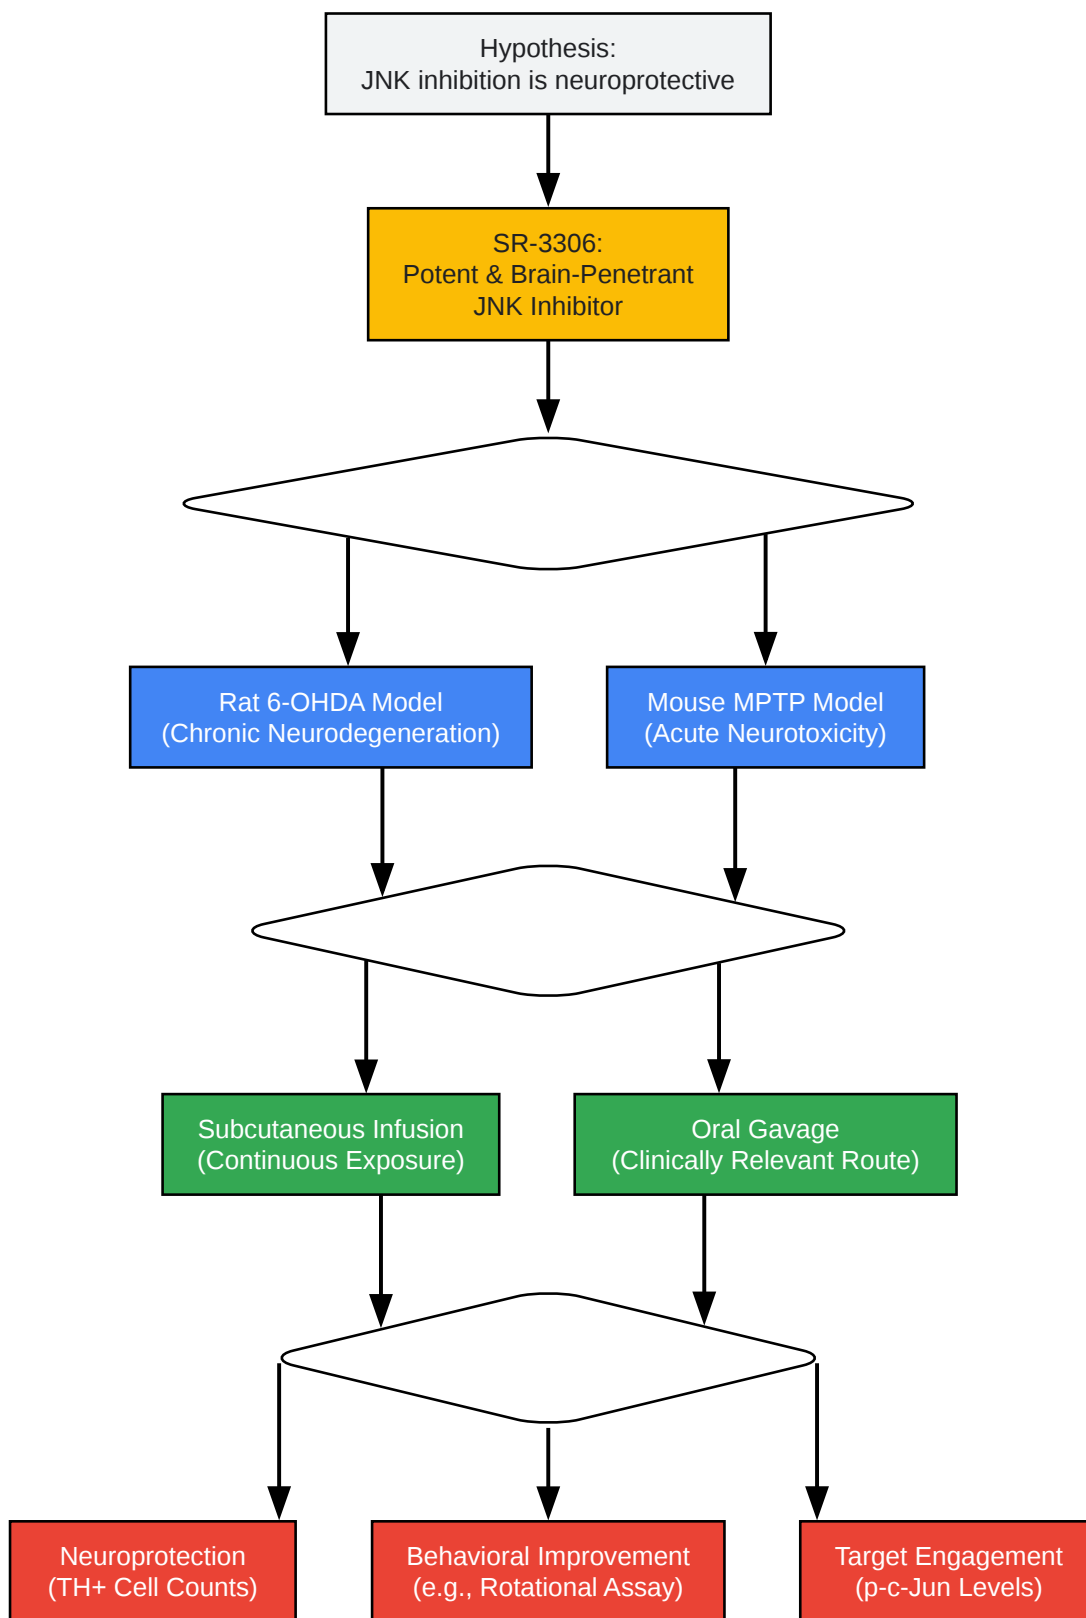 Hypothesis:
JNK inhibition is neuroprotective
SR-3306:
Potent & Brain-Penetrant
JNK Inhibitor
Rat 6-OHDA Model
(Chronic Neurodegeneration)
Mouse MPTP Model
(Acute Neurotoxicity)
Subcutaneous Infusion
(Continuous Exposure)
Oral Gavage
(Clinically Relevant Route)
Neuroprotection
(TH+ Cell Counts)
Behavioral Improvement
(e.g., Rotational Assay)
Target Engagement
(p-c-Jun Levels)